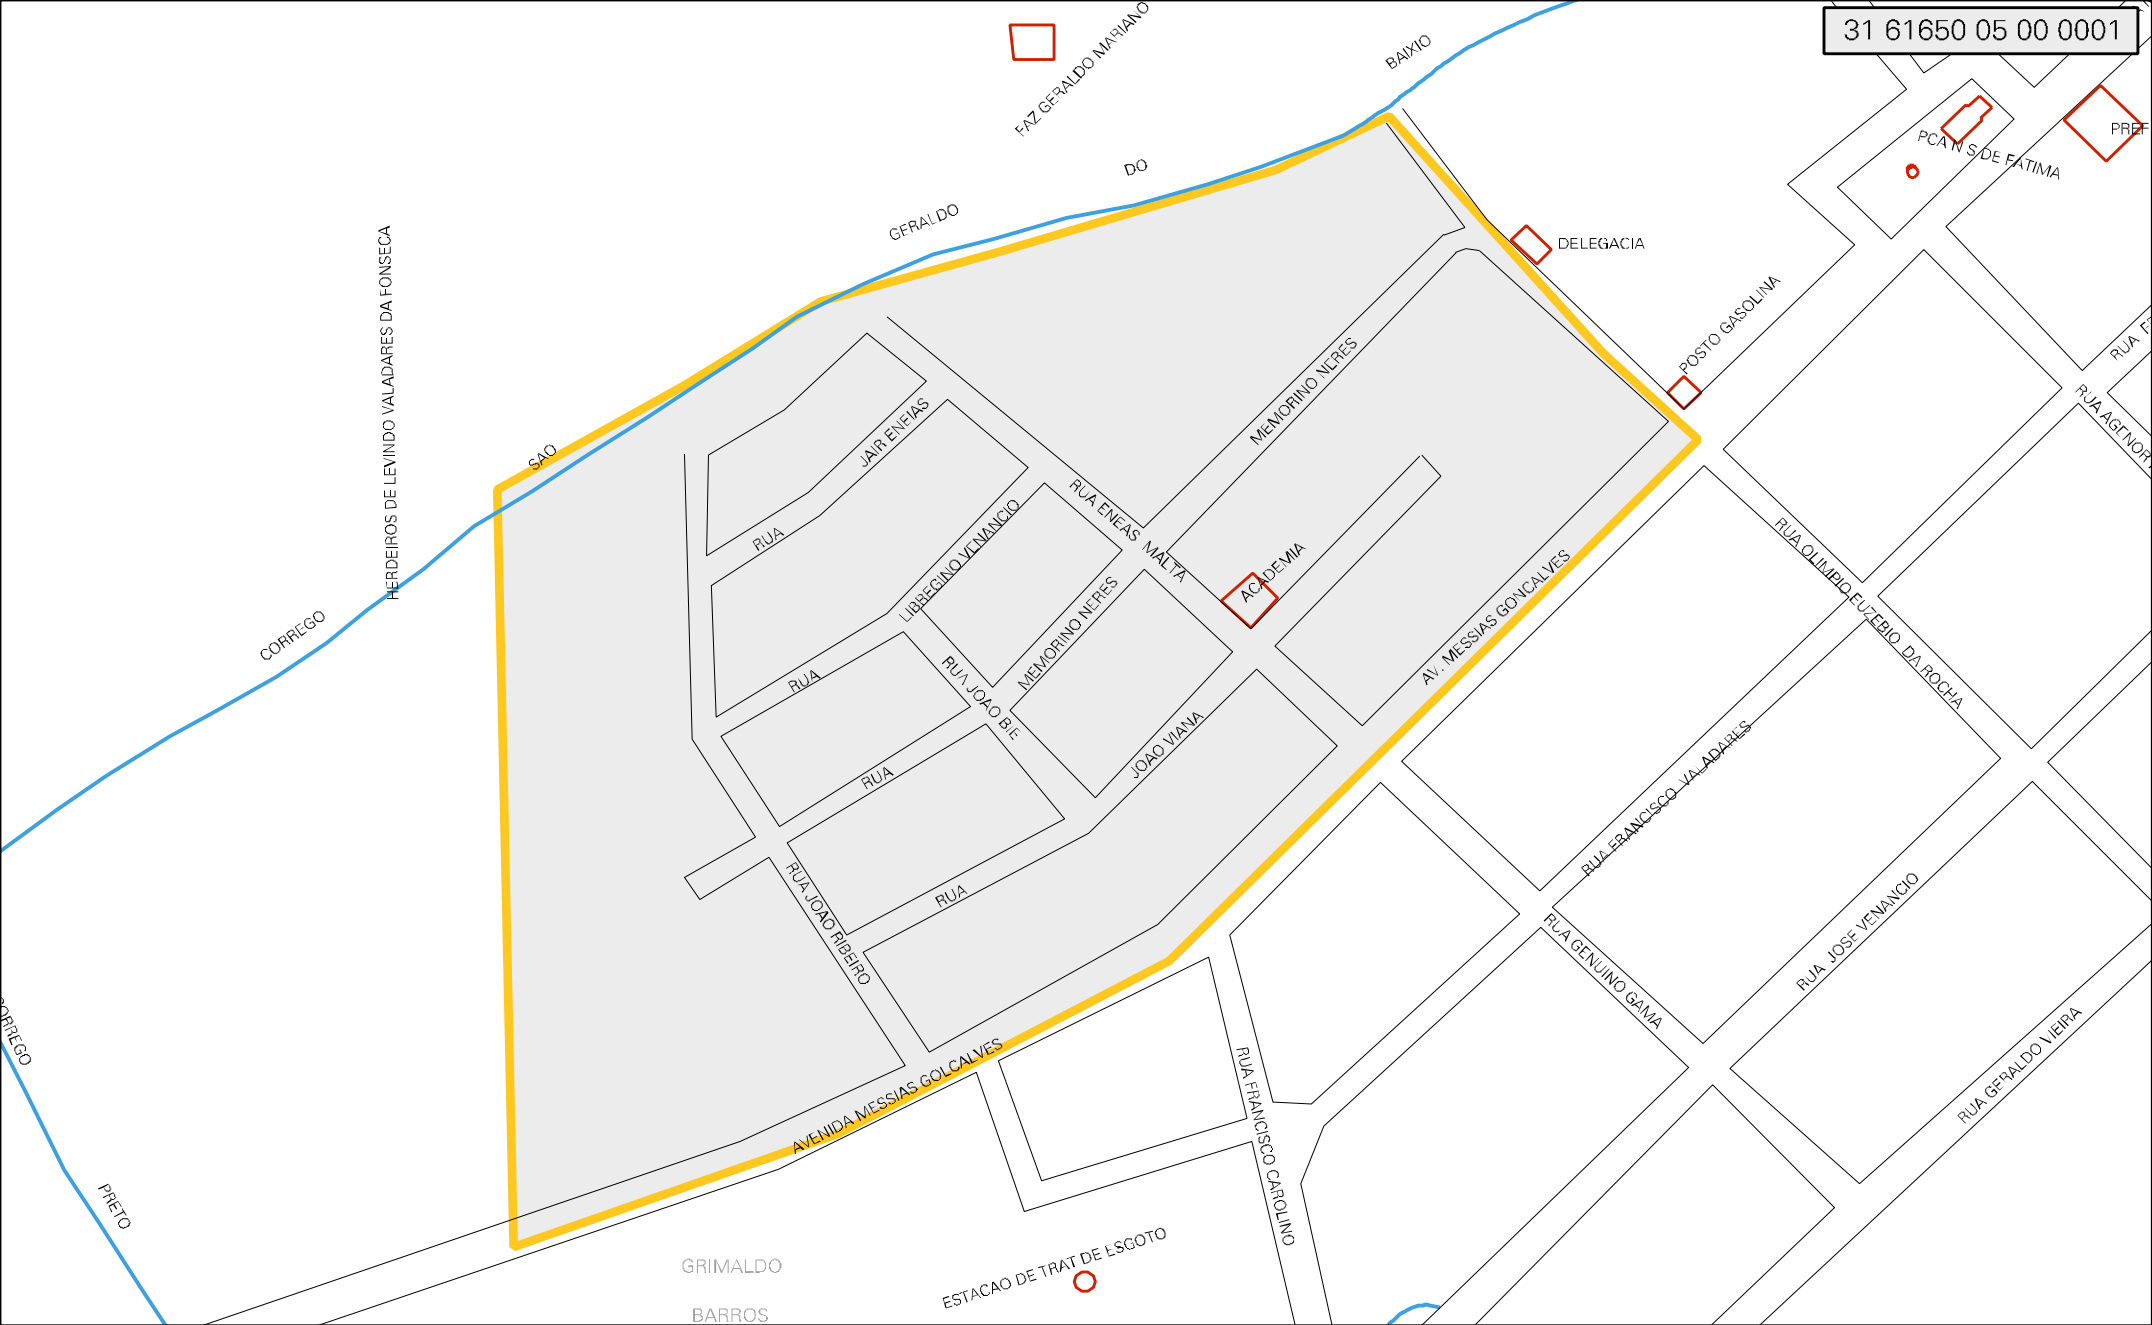 31 61650 05 00 0001
FAZ GERALDO MARIANO
BAIXIO
PREF
PCA N S DE FATIMA
DO
GERALDO
DELEGACIA
HERDEIROS DE LEVINDO VALADARES DA FONSECA
POSTO GASOLINA
MEMORINO NERES
JAIR ENEIAS
RUA
SAO
RUA AGENOR
RUA ENEAS MALTA
LIBREGINO VENANCIO
RUA
ACADEMIA
AV. MESSIAS GONCALVES
RUA OLIMPIO EUZEBIO DA ROCHA
MEMORINO NERES
CORREGO
RUA JOAO BIE
RUA
JOAO VIANA
RUA
RUA FRANCISCO VALADARES
RUA JOAO RIBEIRO
RUA
RUA JOSE VENANCIO
RUA GENUINO GAMA
CORREGO
RUA GERALDO VIEIRA
AVENIDA MESSIAS GOLCALVES
RUA FRANCISCO CAROLINO
PRETO
ESTACAO DE TRAT DE ESGOTO
GRIMALDO
BARROS